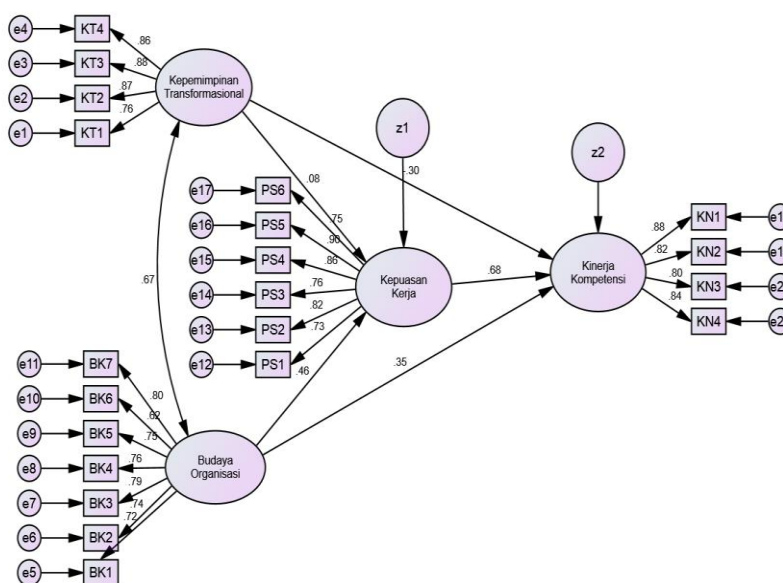 e4
KT4
.86
e3
KT3
.88
e2
KT2
.87
e1
KT1
.76
Kepemimpinan
Transformasional
z1
z2
.08
-.30
.67
e17
PS6
.75
e16
PS5
.90
e15
PS4
.86
e14
PS3
.76
e13
PS2
.82
e12
PS1
.73
Kepuasan
Kerja
.68
Kinerja
Kompetensi
.88
KN1
.82
KN2
.80
KN3
.84
KN4
.46
.35
e11
BK7
.80
e10
BK6
.62
e9
BK5
.75
e8
BK4
.76
e7
BK3
.79
e6
BK2
.74
e5
BK1
.72
Budaya
Organisasi